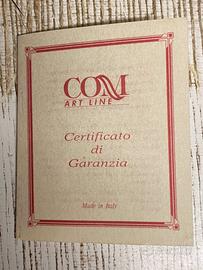 COM
ART LINE
Certificato
di
Garanzia
Made in Italy